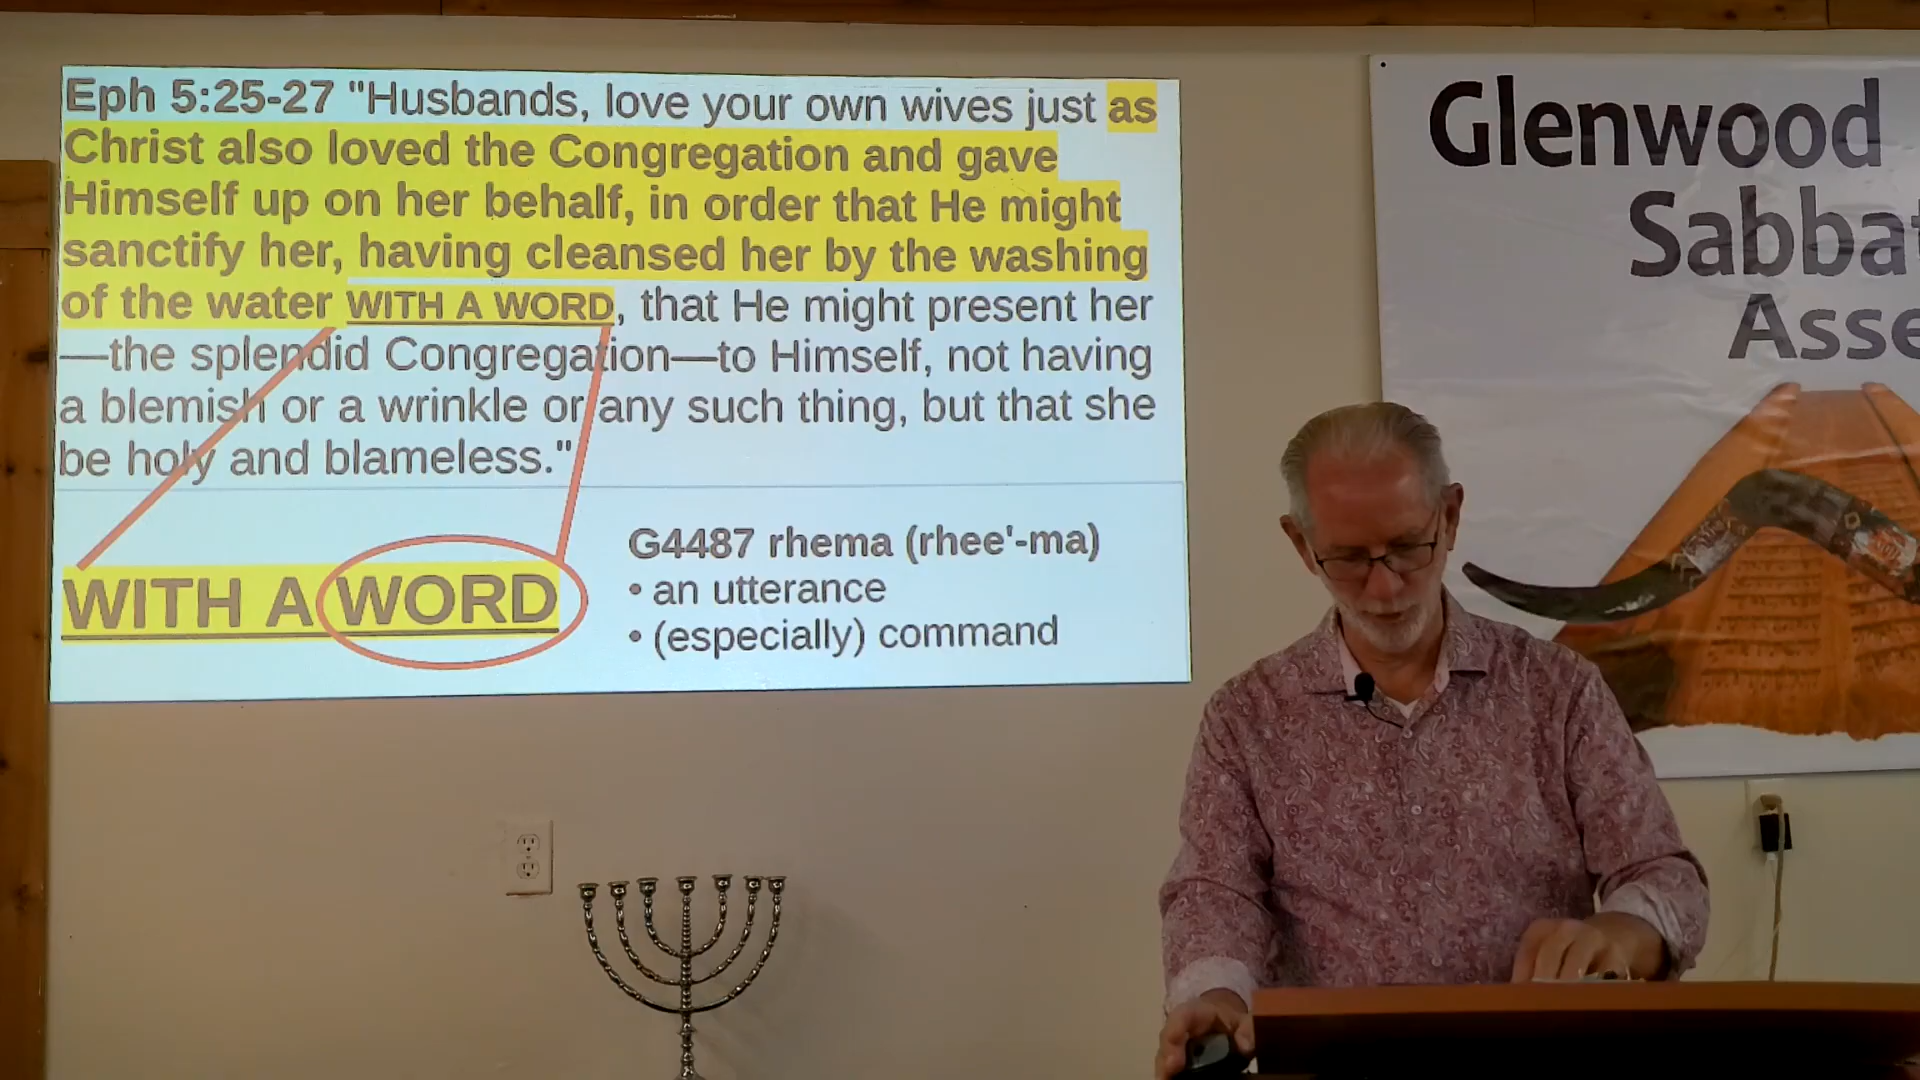 Eph 5:25-27 "Husbands, love your own wives just as
Christ also loved the Congregation and gave
Himself up on her behalf, in order that He might
sanctify her, having cleansed her by the washing
of the water WITH A WORD, that He might present her
—the splendid Congregation—to Himself, not having
a blemish or a wrinkle or any such thing, but that she
be holy and blameless."
WITH A WORD
G4487 rhema (rhee'-ma)
• an utterance
• (especially) command
Glenwood
Sabbat
Asse